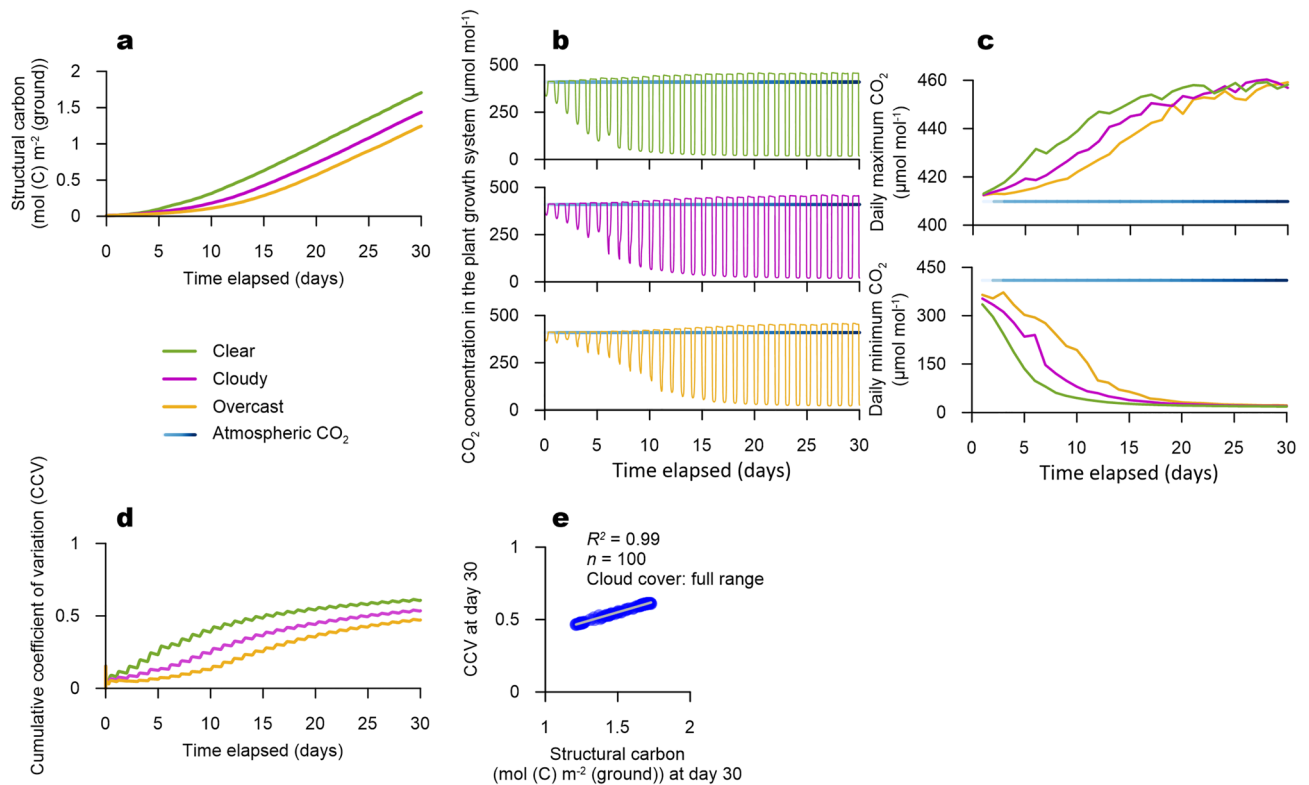 a
Structural carbon
(mol (C) m-2 (ground))
2
1.5
1
0.5
0
0 5 10 15 20 25 30
Time elapsed (days)
Clear
Cloudy
Overcast
Atmospheric CO2
b
CO2 concentration in the plant growth system (µmol mol-1)
500
250
0
500
250
0
500
250
0
0 5 10 15 20 25 30
Time elapsed (days)
c
Daily maximum CO2
(µmol mol-1)
460
440
420
400
Daily minimum CO2
(µmol mol-1)
450
300
150
0
0 5 10 15 20 25 30
Time elapsed (days)
d
Cumulative coefficient of variation (CCV)
1
0.5
0
0 5 10 15 20 25 30
Time elapsed (days)
e
R2 = 0.99
n = 100
Cloud cover: full range
CCV at day 30
1
0.5
0
1 1.5 2
Structural carbon
(mol (C) m-2 (ground)) at day 30